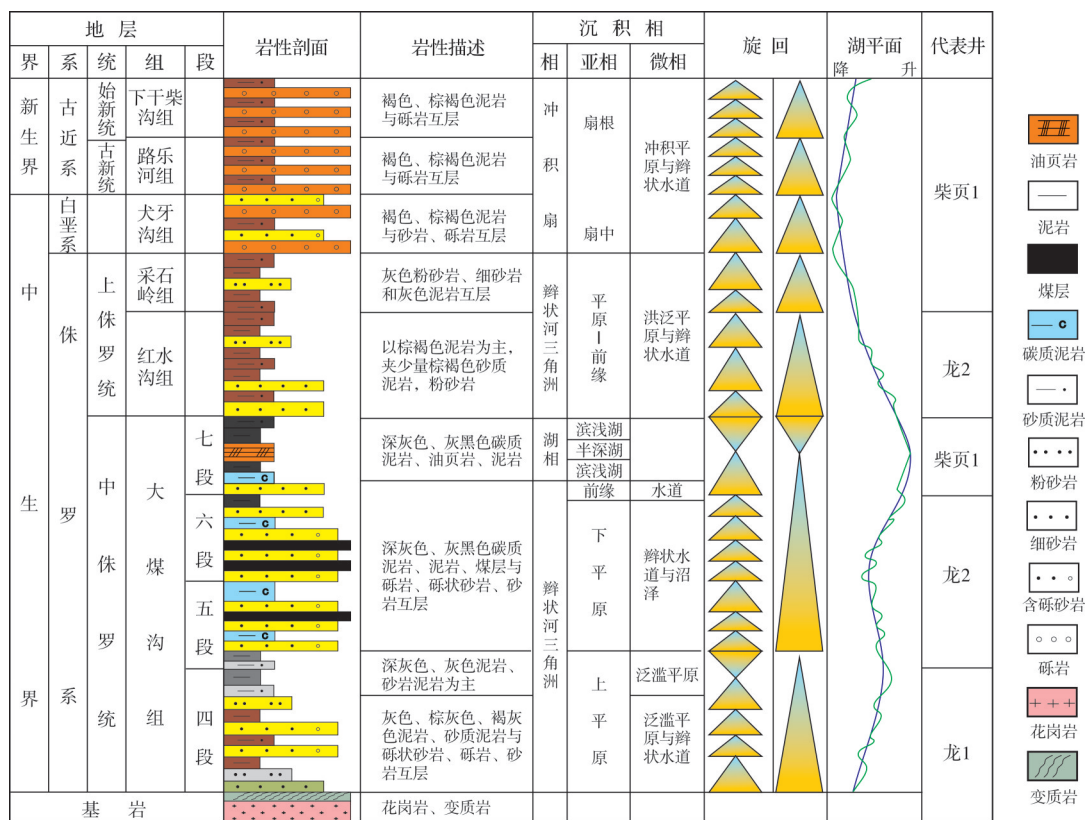 地 层
岩性剖面
岩性描述
沉 积 相
旋 回
湖平面
代表井
界
系
统
组
段
相
亚相
微相
降 升
新生界
古近系
始新统
下干柴沟组
褐色、棕褐色泥岩
与砾岩互层
冲积扇
扇根
冲积平
原与辫
状水道
柴页1
古新统
路乐河组
褐色、棕褐色泥岩
与砾岩互层
中生界
白垩系
犬牙沟组
褐色、棕褐色泥岩
与砂岩、砾岩互层
扇中
侏罗系
上侏罗统
采石岭组
灰色粉砂岩、细砂岩
和灰色泥岩互层
辫状河三角洲
平原-前缘
洪泛平
原与辫
状水道
红水沟组
以棕褐色泥岩为主，
夹少量棕褐色砂质
泥岩，粉砂岩
龙2
中侏罗统
大煤沟组
七段
深灰色、灰黑色碳质
泥岩、油页岩、泥岩
湖相
滨浅湖
半深湖
滨浅湖
柴页1
前缘
水道
六段
深灰色、灰黑色碳质
泥岩、泥岩、煤层与
砾岩、砾状砂岩、砂
岩互层
辫状河三角洲
下平原
辫状水
道与沼
泽
龙2
五段
深灰色、灰色泥岩、
砂岩泥岩为主
上平原
泛滥平原
四段
灰色、棕灰色、褐灰
色泥岩、砂质泥岩与
砾状砂岩、砾岩、砂
岩互层
泛滥平
原与辫
状水道
龙1
基 岩
花岗岩、变质岩
C
C
C
C
油页岩
泥岩
煤层
C
碳质泥岩
砂质泥岩
粉砂岩
细砂岩
含砾砂岩
砾岩
花岗岩
变质岩